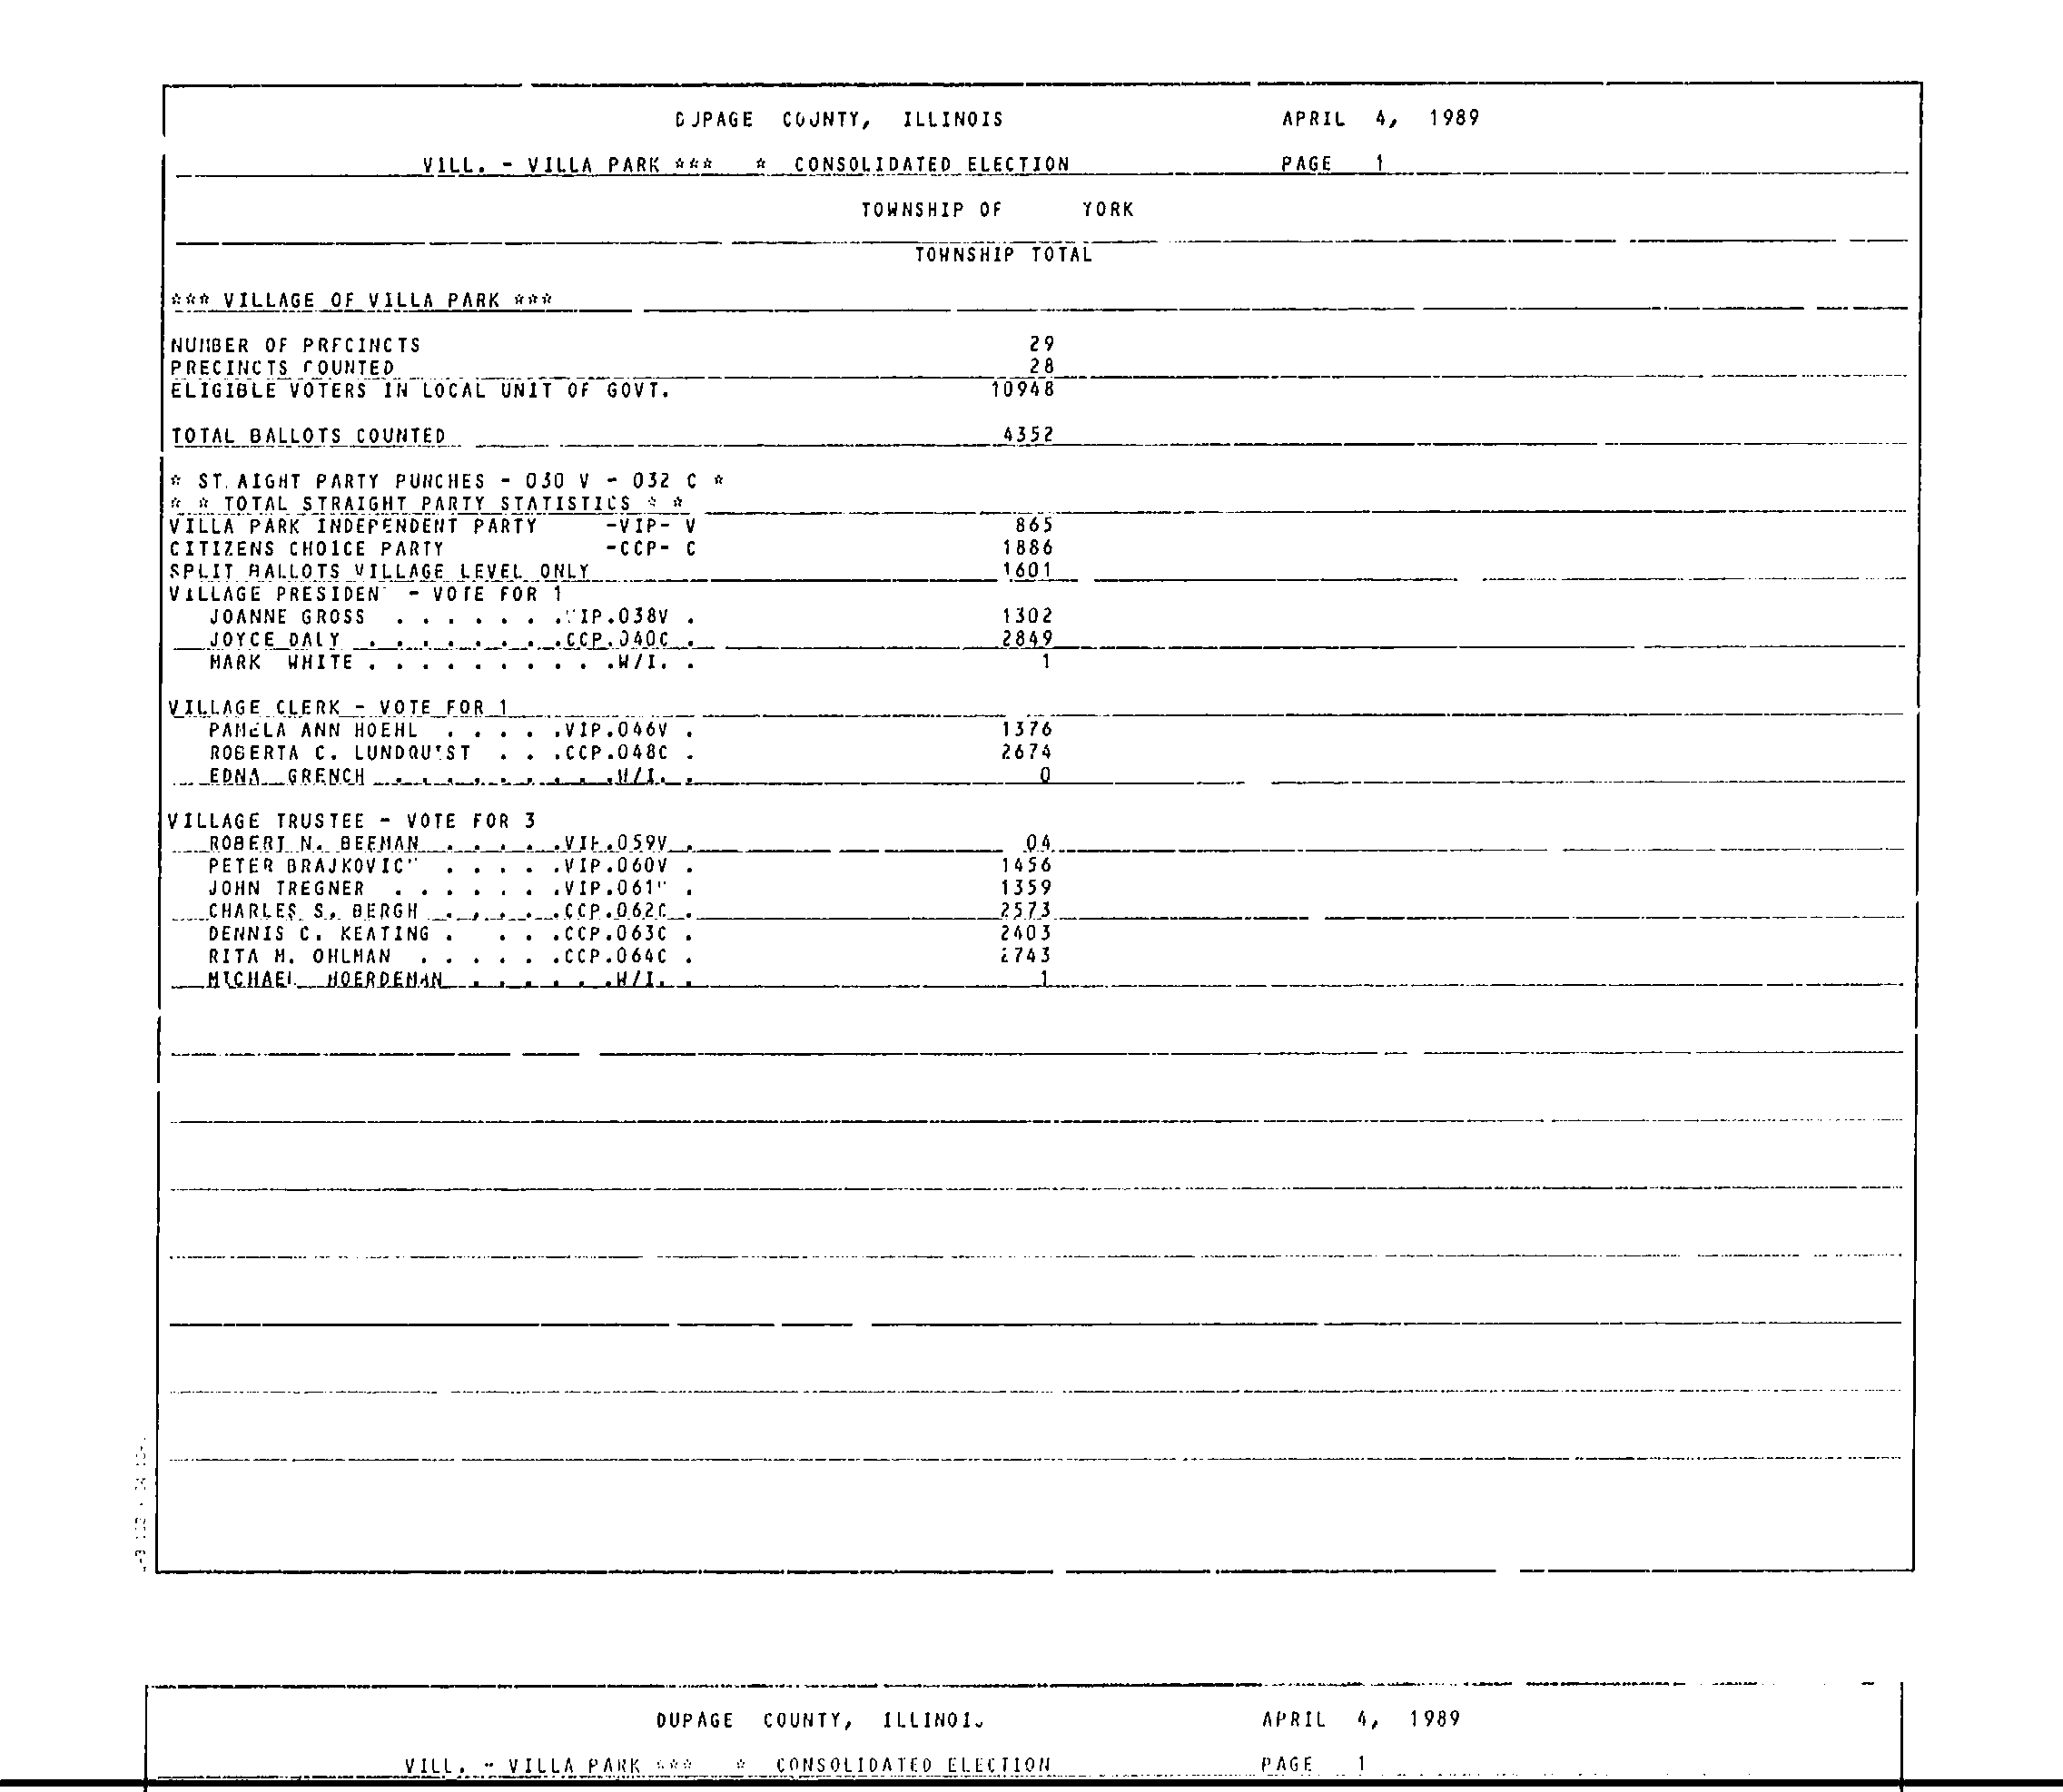 DUPAGE COUNTY, ILLINOIS APRIL 4, 1989
VILL. - VILLA PARK *** * CONSOLIDATED ELECTION PAGE 1
TOWNSHIP OF YORK
TOWNSHIP TOTAL
*** VILLAGE OF VILLA PARK ***
NUMBER OF PRECINCTS 29
PRECINCTS COUNTED 28
ELIGIBLE VOTERS IN LOCAL UNIT OF GOVT. 10948
TOTAL BALLOTS COUNTED 4352
* ST AIGHT PARTY PUNCHES - 030 V - 032 C *
* * TOTAL STRAIGHT PARTY STATISTICS * *
VILLA PARK INDEPENDENT PARTY -VIP- V 865
CITIZENS CHOICE PARTY -CCP- C 1886
SPLIT BALLOTS VILLAGE LEVEL ONLY 1601
VILLAGE PRESIDENT - VOTE FOR 1
JOANNE GROSS . . . . . . .VIP.038V . 1302
JOYCE DALY . . . . . . . .CCP.040C . 2849
MARK WHITE . . . . . . . . . .W/I. . 1
VILLAGE CLERK - VOTE FOR 1
PAMELA ANN HOEHL . . . . .VIP.046V . 1376
ROBERTA C. LUNDQUIST . . .CCP.048C . 2674
EDNA GRENCH . . . . . . . . .W/I. . 0
VILLAGE TRUSTEE - VOTE FOR 3
ROBERT N. BEEMAN . . . . .VIP.059V . 04
PETER BRAJKOVIC . . . . .VIP.060V . 1456
JOHN TREGNER . . . . . . .VIP.061 . 1359
CHARLES S. BERGH . . . . .CCP.062C . 2573
DENNIS C. KEATING . . . .CCP.063C . 2403
RITA M. OHLMAN . . . . . .CCP.064C . 2743
MICHAEL HOERDEMAN . . . . . .W/I. . 1
DUPAGE COUNTY, ILLINOIS APRIL 4, 1989
VILL. - VILLA PARK *** * CONSOLIDATED ELECTION PAGE 1